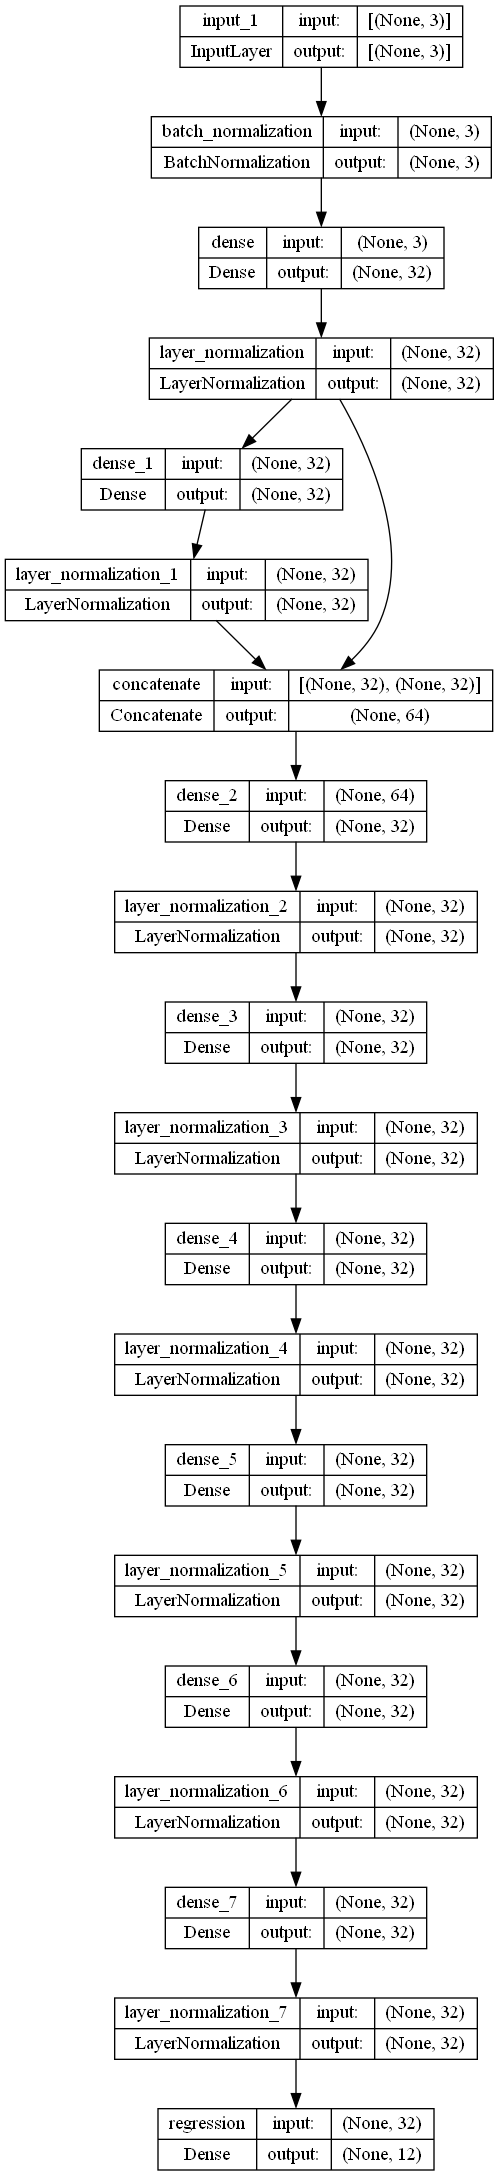 input_1 input: [(None, 3)]
InputLayer output: [(None, 3)]
batch_normalization input: (None, 3)
BatchNormalization output: (None, 3)
dense input: (None, 3)
Dense output: (None, 32)
layer_normalization input: (None, 32)
LayerNormalization output: (None, 32)
dense_1 input: (None, 32)
Dense output: (None, 32)
layer_normalization_1 input: (None, 32)
LayerNormalization output: (None, 32)
concatenate input: [(None, 32), (None, 32)]
Concatenate output: (None, 64)
dense_2 input: (None, 64)
Dense output: (None, 32)
layer_normalization_2 input: (None, 32)
LayerNormalization output: (None, 32)
dense_3 input: (None, 32)
Dense output: (None, 32)
layer_normalization_3 input: (None, 32)
LayerNormalization output: (None, 32)
dense_4 input: (None, 32)
Dense output: (None, 32)
layer_normalization_4 input: (None, 32)
LayerNormalization output: (None, 32)
dense_5 input: (None, 32)
Dense output: (None, 32)
layer_normalization_5 input: (None, 32)
LayerNormalization output: (None, 32)
dense_6 input: (None, 32)
Dense output: (None, 32)
layer_normalization_6 input: (None, 32)
LayerNormalization output: (None, 32)
dense_7 input: (None, 32)
Dense output: (None, 32)
layer_normalization_7 input: (None, 32)
LayerNormalization output: (None, 32)
regression input: (None, 32)
Dense output: (None, 12)